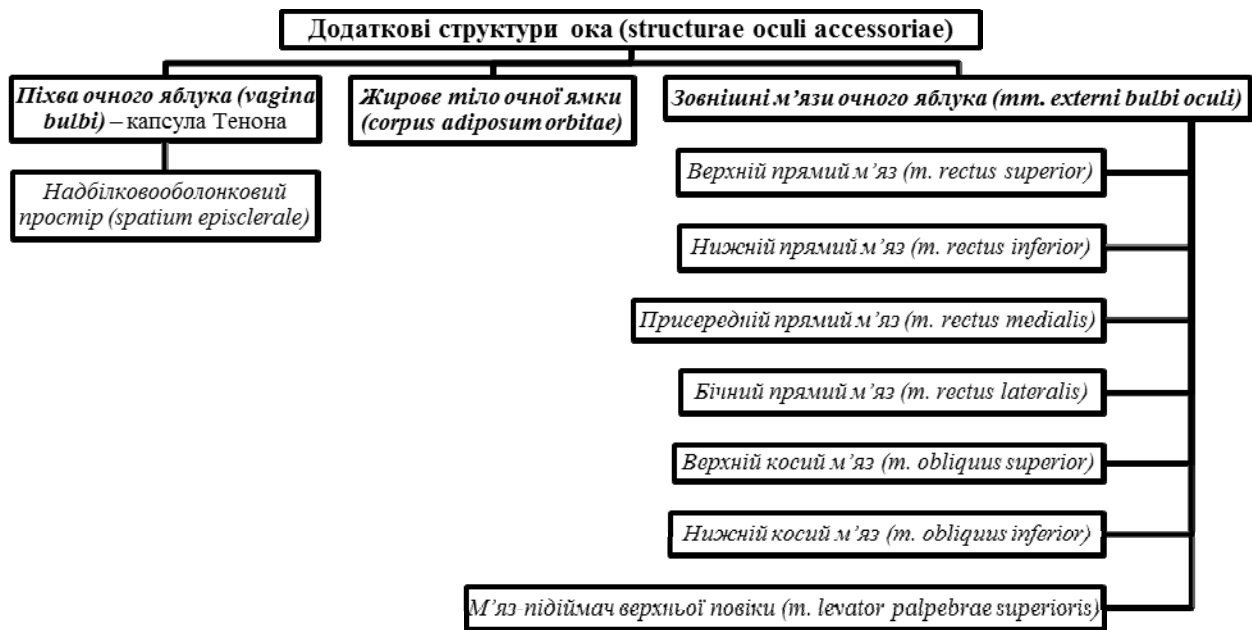 Додаткові структури ока (structurae oculi accessoriae)
Піхва очного яблука (vagina
bulbi) – капсула Тенона
Надбілковооболонковий
простір (spatium episclerale)
Жирове тіло очної ямки
(corpus adiposum orbitae)
Зовнішні м’язи очного яблука (mm. externi bulbi oculi)
Верхній прямий м’яз (m. rectus superior)
Нижній прямий м’яз (m. rectus inferior)
Присередній прямий м’яз (m. rectus medialis)
Бічний прямий м’яз (m. rectus lateralis)
Верхній косий м’яз (m. obliquus superior)
Нижній косий м’яз (m. obliquus inferior)
М’яз-підіймач верхньої повіки (m. levator palpebrae superioris)